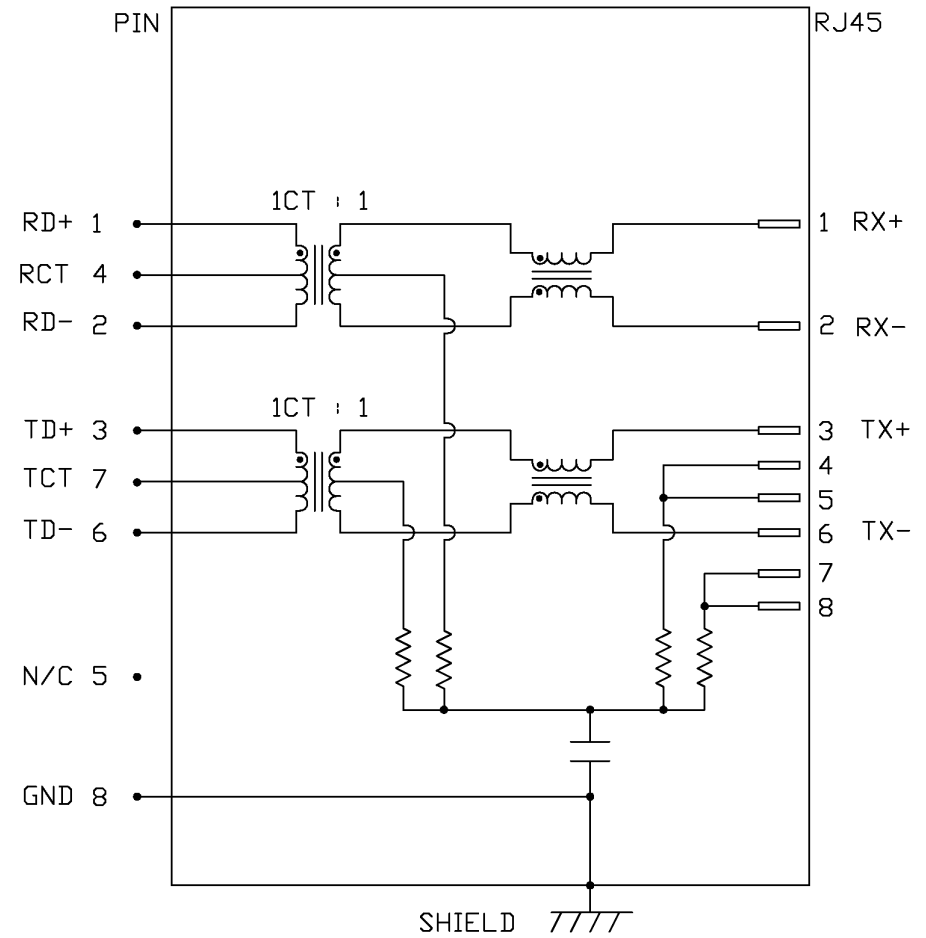 PIN RJ45
1CT : 1
RD+ 1 1 RX+
RCT 4
RD- 2 2 RX-
1CT : 1
TD+ 3 3 TX+
4
TCT 7
5
TD- 6 6 TX-
7
8
N/C 5
GND 8
SHIELD